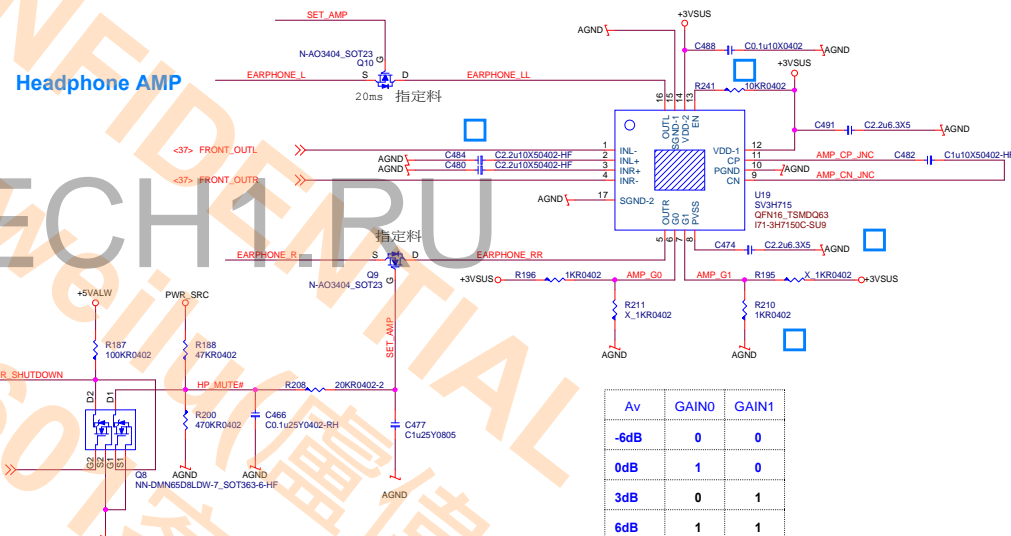 SET_AMP
AGND
+3VSUS
C488
C0.1u10X0402
AGND
N-AO3404_SOT23
Q10
G
+3VSUS
Headphone AMP
EARPHONE_L
S
D
EARPHONE_LL
R241
10KR0402
20ms 指定料
16
15
14
13
OUTL
SGND-1
VDD-2
EN
C491
C2.2u6.3X5
AGND
<37> FRONT_OUTL
1
INL-
VDD-1
12
AGND
C484
C2.2u10X50402-HF
2
INL+
CP
11
AMP_CP_JNC
C482
C1u10X50402-HF
AGND
C480
C2.2u10X50402-HF
3
INR+
PGND
10
AGND
<37> FRONT_OUTR
4
INR-
CN
9
AMP_CN_JNC
AGND
17
SGND-2
U19
SV3H715
QFN16_TSMDQ63
I71-3H7150C-SU9
OUTR
G0
G1
PVSS
5
6
7
8
ECH1.RU
指定料
EARPHONE_R
S
D
EARPHONE_RR
C474
C2.2u6.3X5
AGND
Q9
N-AO3404_SOT23
G
+3VSUS
R196
1KR0402
AMP_G0
AMP_G1
R195
X_1KR0402
+3VSUS
+5VALW
PWR_SRC
R211
X_1KR0402
R210
1KR0402
SET_AMP
R187
100KR0402
R188
47KR0402
AGND
AGND
R_SHUTDOWN
HP_MUTE#
R208
20KR0402-2
D2
D1
R200
470KR0402
C466
C0.1u25Y0402-RH
C477
C1u25Y0805
G2
S2
G1
S1
Q8
NN-DMN65D8LDW-7_SOT363-6-HF
AGND
AGND
AGND
Av GAIN0 GAIN1
-6dB 0 0
0dB 1 0
3dB 0 1
6dB 1 1
NFIDENTIAL